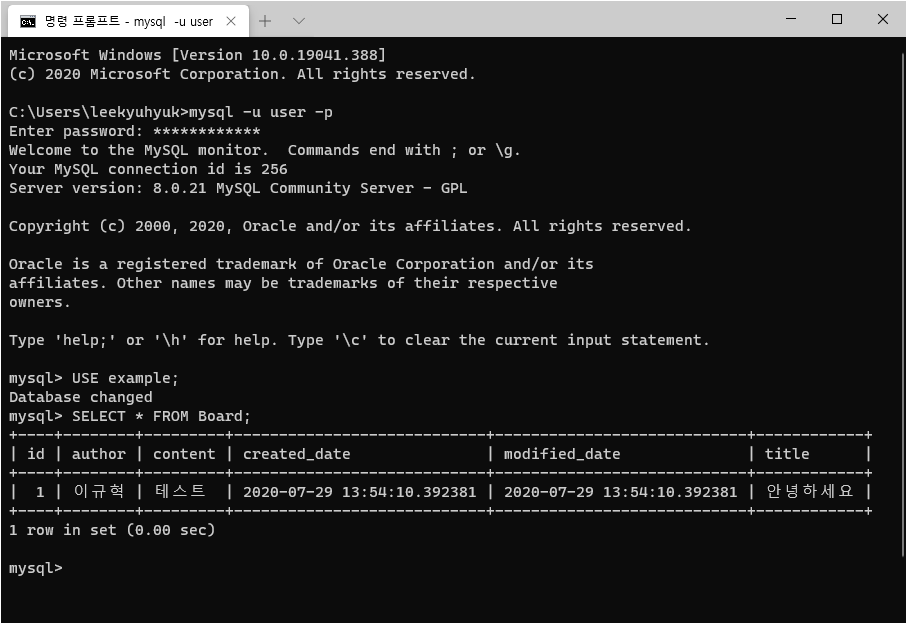 명령 프롬프트 - mysql  -u user
Microsoft Windows [Version 10.0.19041.388]
(c) 2020 Microsoft Corporation. All rights reserved.
C:\Users\leekyuhyuk>mysql -u user -p
Enter password: ************
Welcome to the MySQL monitor.  Commands end with ; or \g.
Your MySQL connection id is 256
Server version: 8.0.21 MySQL Community Server - GPL
Copyright (c) 2000, 2020, Oracle and/or its affiliates. All rights reserved.
Oracle is a registered trademark of Oracle Corporation and/or its
affiliates. Other names may be trademarks of their respective
owners.
Type 'help;' or '\h' for help. Type '\c' to clear the current input statement.
mysql> USE example;
Database changed
mysql> SELECT * FROM Board;
+----+--------+---------+----------------------------+----------------------------+------------+
| id | author | content | created_date               | modified_date              | title      |
+----+--------+---------+----------------------------+----------------------------+------------+
|  1 | 이규혁 | 테스트  | 2020-07-29 13:54:10.392381 | 2020-07-29 13:54:10.392381 | 안녕하세요 |
+----+--------+---------+----------------------------+----------------------------+------------+
1 row in set (0.00 sec)
mysql>